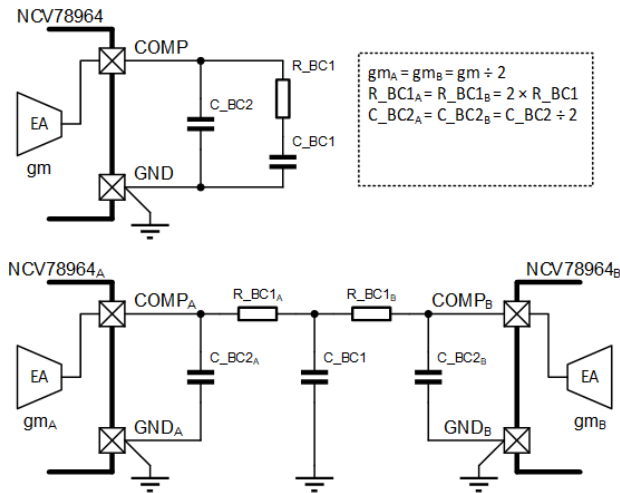 NCV78964
COMP
R_BC1
C_BC2
C_BC1
EA
gm
GND
gmA = gmB = gm ÷ 2
R_BC1A = R_BC1B = 2 × R_BC1
C_BC2A = C_BC2B = C_BC2 ÷ 2
NCV78964A
NCV78964B
COMPA
R_BC1A
R_BC1B
COMPB
C_BC2A
C_BC1
C_BC2B
EA
EA
gmA
gmB
GNDA
GNDB